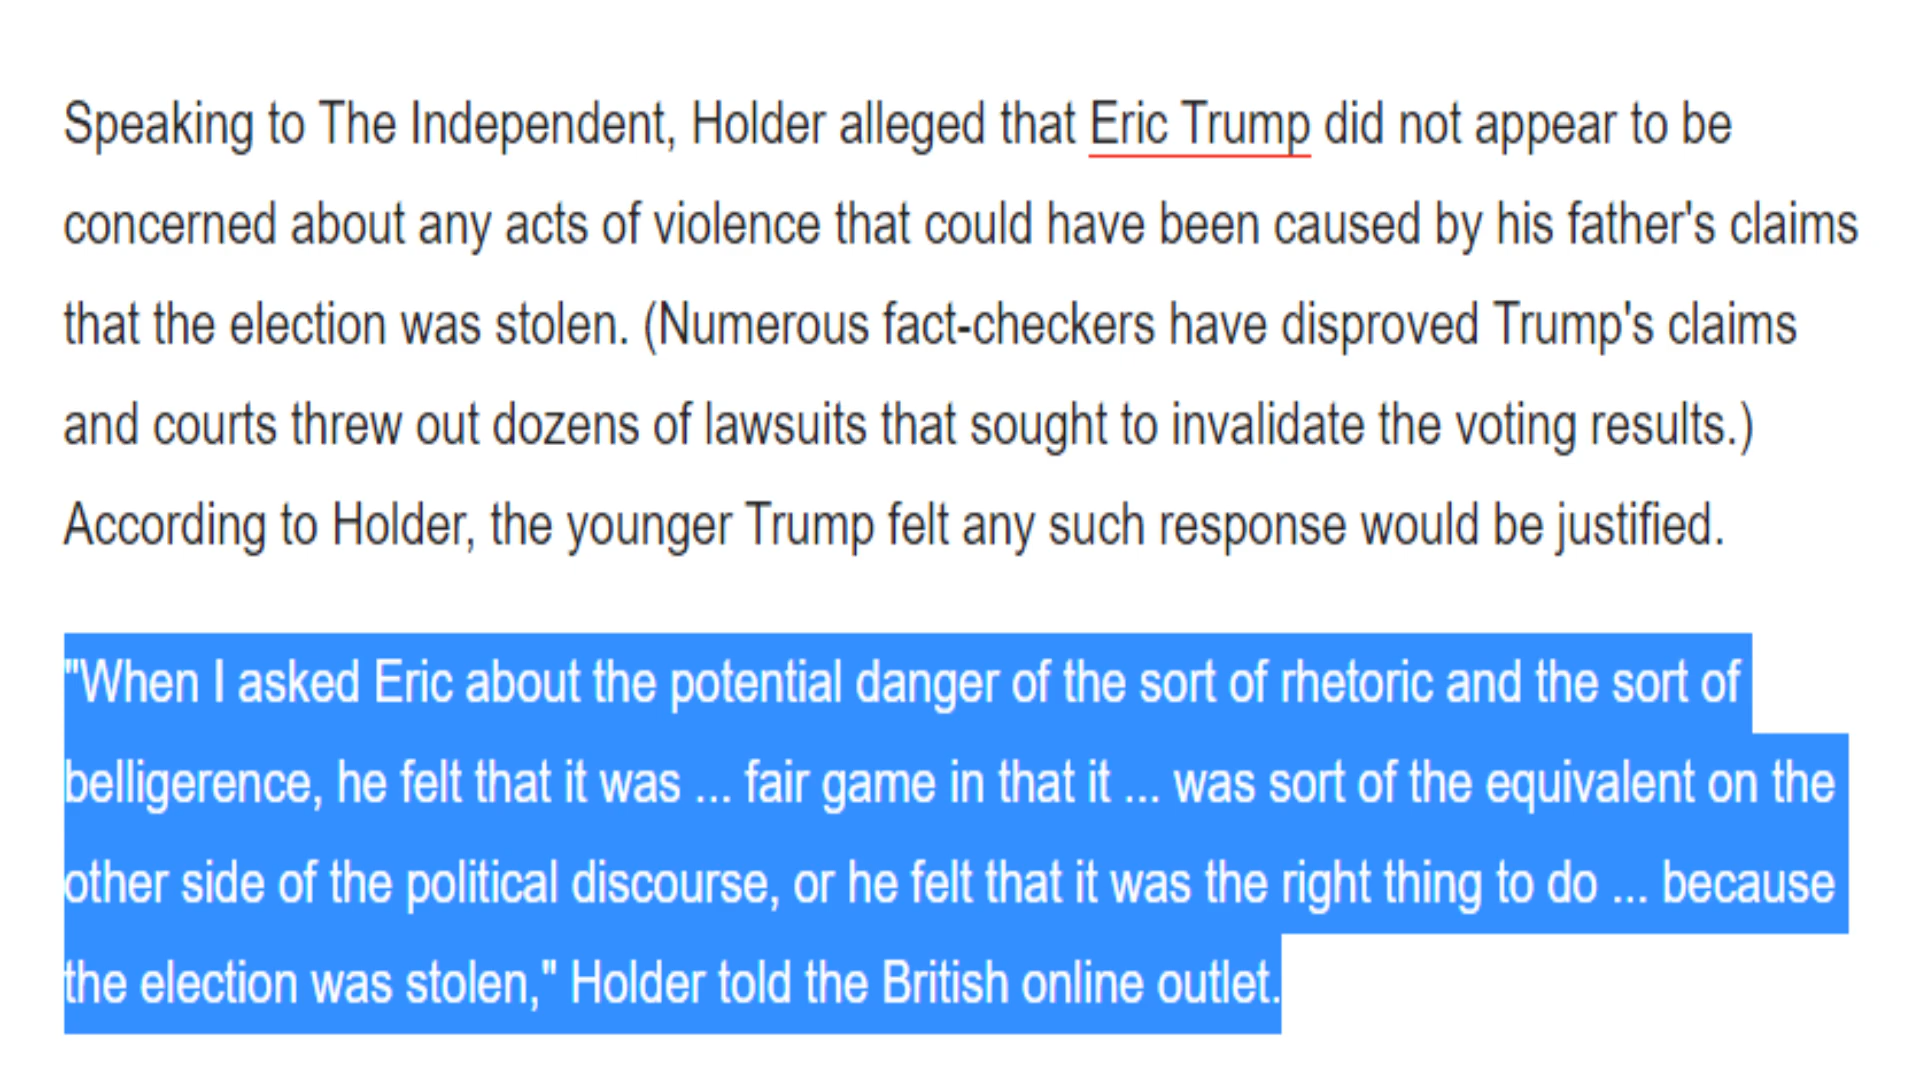 Speaking to The Independent, Holder alleged that Eric Trump did not appear to be
concerned about any acts of violence that could have been caused by his father's claims
that the election was stolen. (Numerous fact-checkers have disproved Trump's claims
and courts threw out dozens of lawsuits that sought to invalidate the voting results.)
According to Holder, the younger Trump felt any such response would be justified.
"When I asked Eric about the potential danger of the sort of rhetoric and the sort of
belligerence, he felt that it was ... fair game in that it ... was sort of the equivalent on the
other side of the political discourse, or he felt that it was the right thing to do ... because
the election was stolen," Holder told the British online outlet.